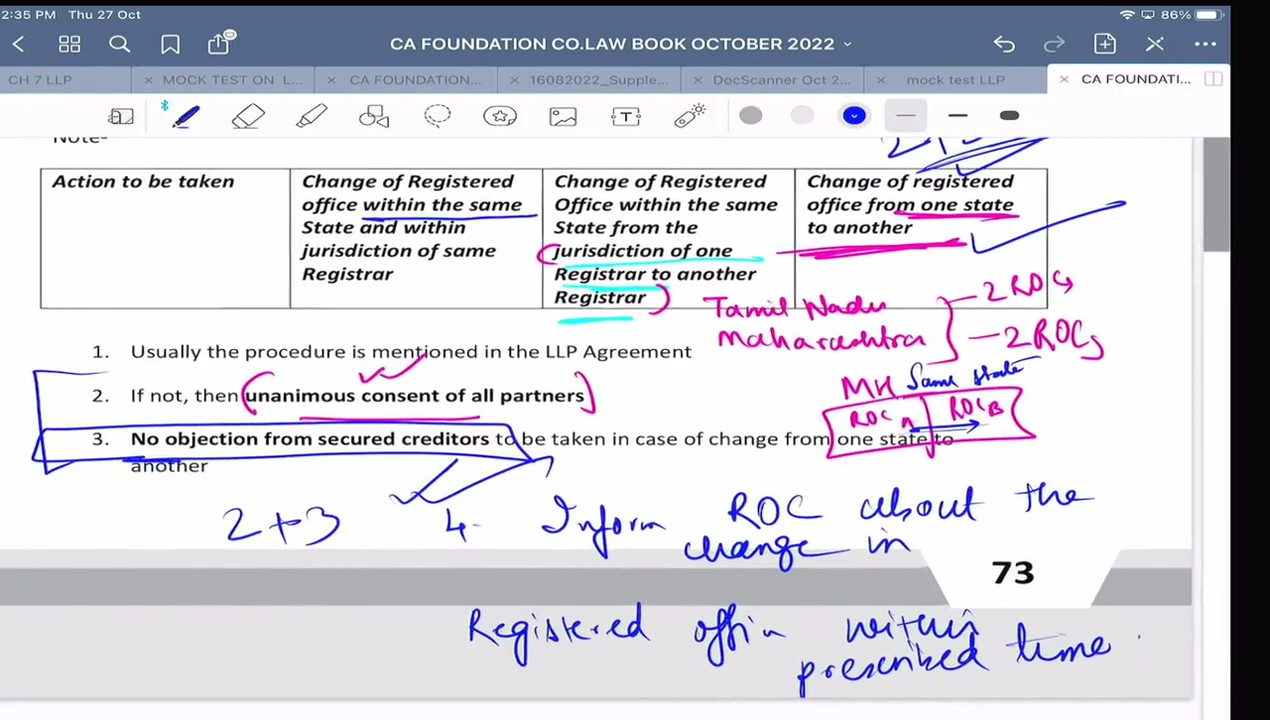 2:35 PM Thu 27 Oct
86%
CA FOUNDATION CO.LAW BOOK OCTOBER 2022
CH 7 LLP
MOCK TEST ON L...
CA FOUNDATION...
16082022_Supple...
DocScanner Oct 2...
mock test LLP
CA FOUNDATI...
Note-
Action to be taken
Change of Registered
office within the same
State and within
jurisdiction of same
Registrar
Change of Registered
Office within the same
State from the
jurisdiction of one
Registrar to another
Registrar
Change of registered
office from one state
to another
Tamil Nadu
Maharashtra
2 ROCs
2 ROCs
MH Same state
ROC A
ROC B
1. Usually the procedure is mentioned in the LLP Agreement
2. If not, then unanimous consent of all partners
3. No objection from secured creditors to be taken in case of change from one state to
another
2+3
4. Inform ROC about the
change in
73
Registered office within
prescribed time